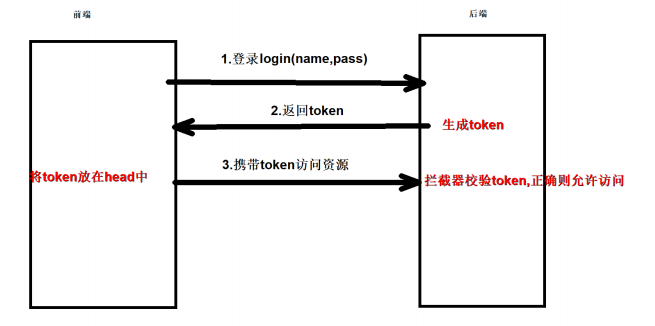 前端
后端
1.登录login(name,pass)
2.返回token
生成token
将token放在head中
3.携带token访问资源
拦截器校验token,正确则允许访问